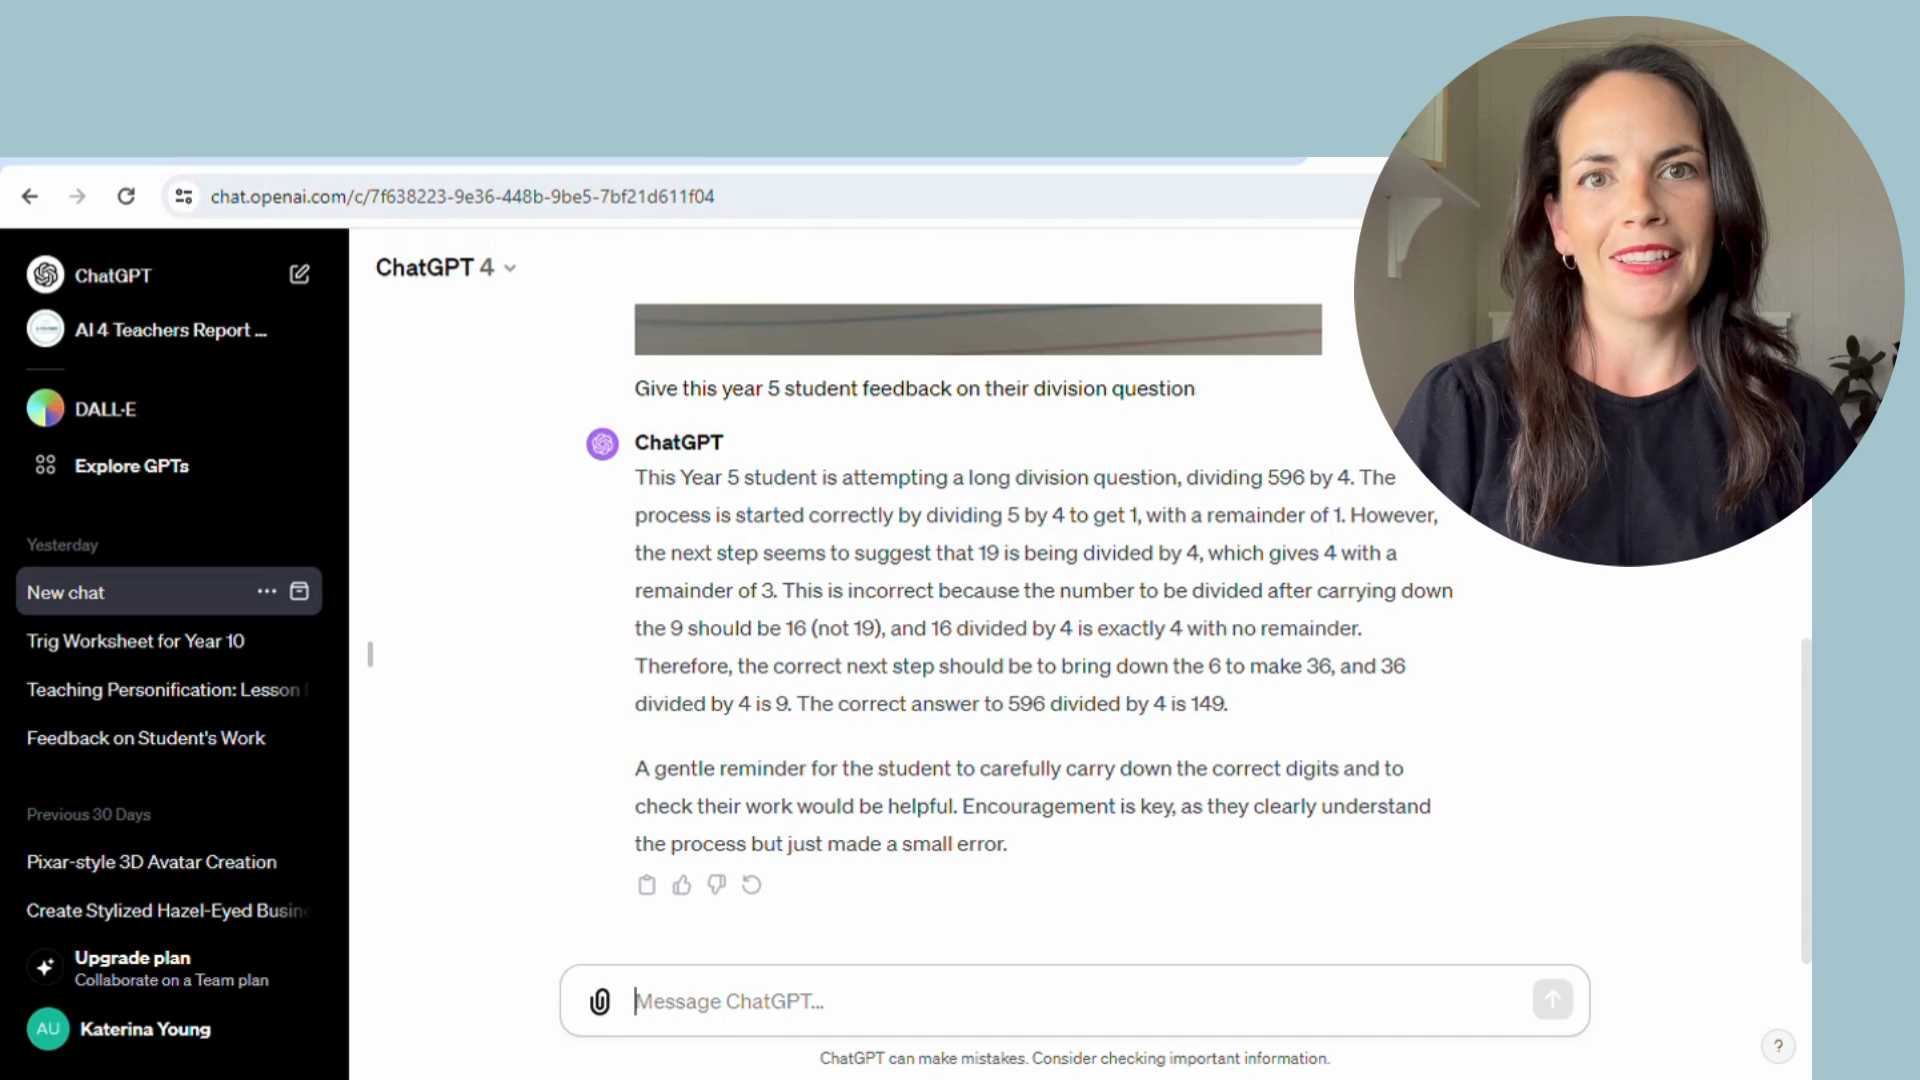 chat.openai.com/c/7f638223-9e36-448b-9be5-7bf21d611f04
ChatGPT
AI 4 Teachers Report ...
DALL·E
Explore GPTs
Yesterday
New chat
Trig Worksheet for Year 10
Teaching Personification: Lesson
Feedback on Student's Work
Previous 30 Days
Pixar-style 3D Avatar Creation
Create Stylized Hazel-Eyed Busin
Upgrade plan
Collaborate on a Team plan
AU
Katerina Young
ChatGPT 4
Give this year 5 student feedback on their division question
ChatGPT
This Year 5 student is attempting a long division question, dividing 596 by 4. The
process is started correctly by dividing 5 by 4 to get 1, with a remainder of 1. However,
the next step seems to suggest that 19 is being divided by 4, which gives 4 with a
remainder of 3. This is incorrect because the number to be divided after carrying down
the 9 should be 16 (not 19), and 16 divided by 4 is exactly 4 with no remainder.
Therefore, the correct next step should be to bring down the 6 to make 36, and 36
divided by 4 is 9. The correct answer to 596 divided by 4 is 149.
A gentle reminder for the student to carefully carry down the correct digits and to
check their work would be helpful. Encouragement is key, as they clearly understand
the process but just made a small error.
Message ChatGPT...
ChatGPT can make mistakes. Consider checking important information.
?